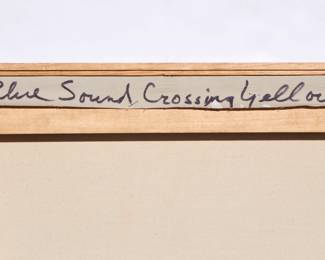 Blue Sound, Crossing Yellow